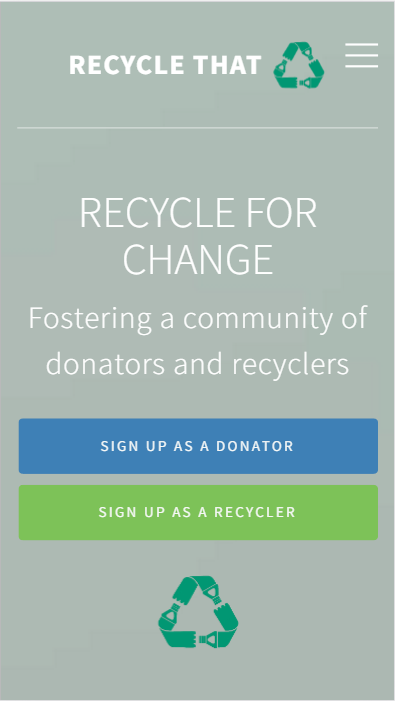 RECYCLE THAT
RECYCLE FOR
CHANGE
Fostering a community of
donators and recyclers
SIGN UP AS A DONATOR
SIGN UP AS A RECYCLER